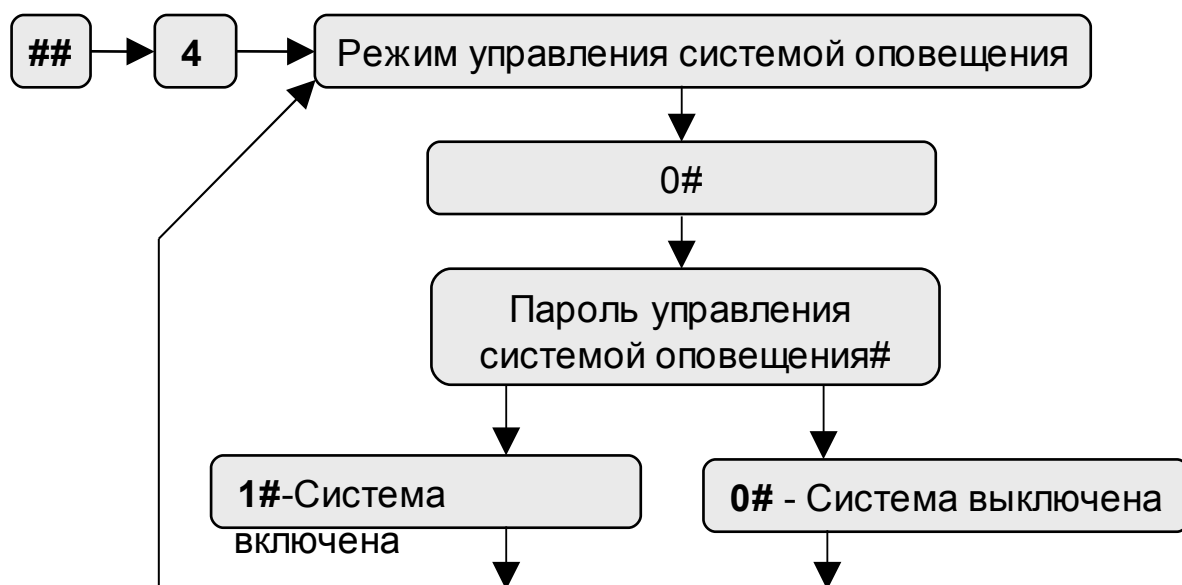 ## 4 Режим управления системой оповещения
0#
Пароль управления
системой оповещения#
1#-Система
включена
0# - Система выключена